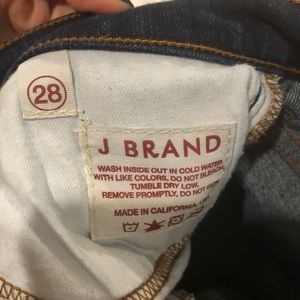 28
J BRAND
WASH INSIDE OUT IN COLD WATER
WITH LIKE COLORS. DO NOT BLEACH.
TUMBLE DRY LOW.
REMOVE PROMPTLY, DO NOT IRON
MADE IN CALIFORNIA, USA